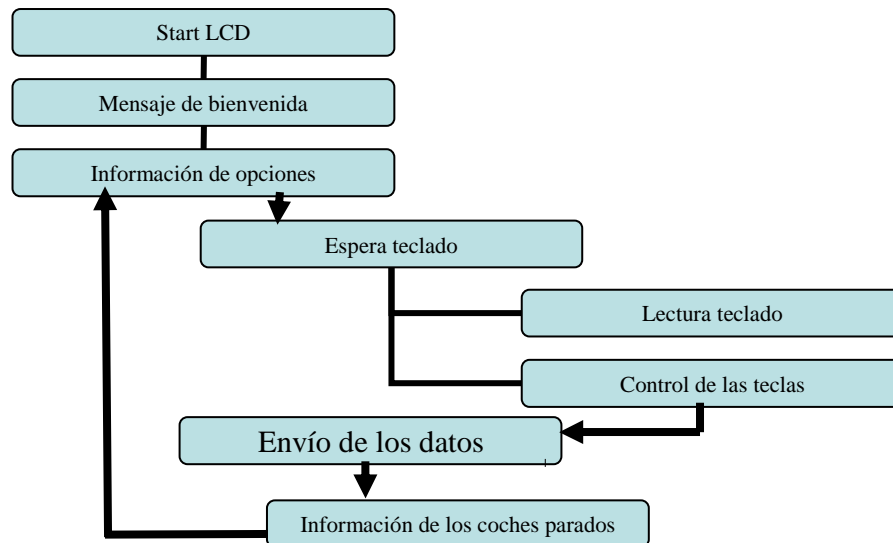 Start LCD
Mensaje de bienvenida
Información de opciones
Espera teclado
Lectura teclado
Control de las teclas
Envío de los datos
Información de los coches parados